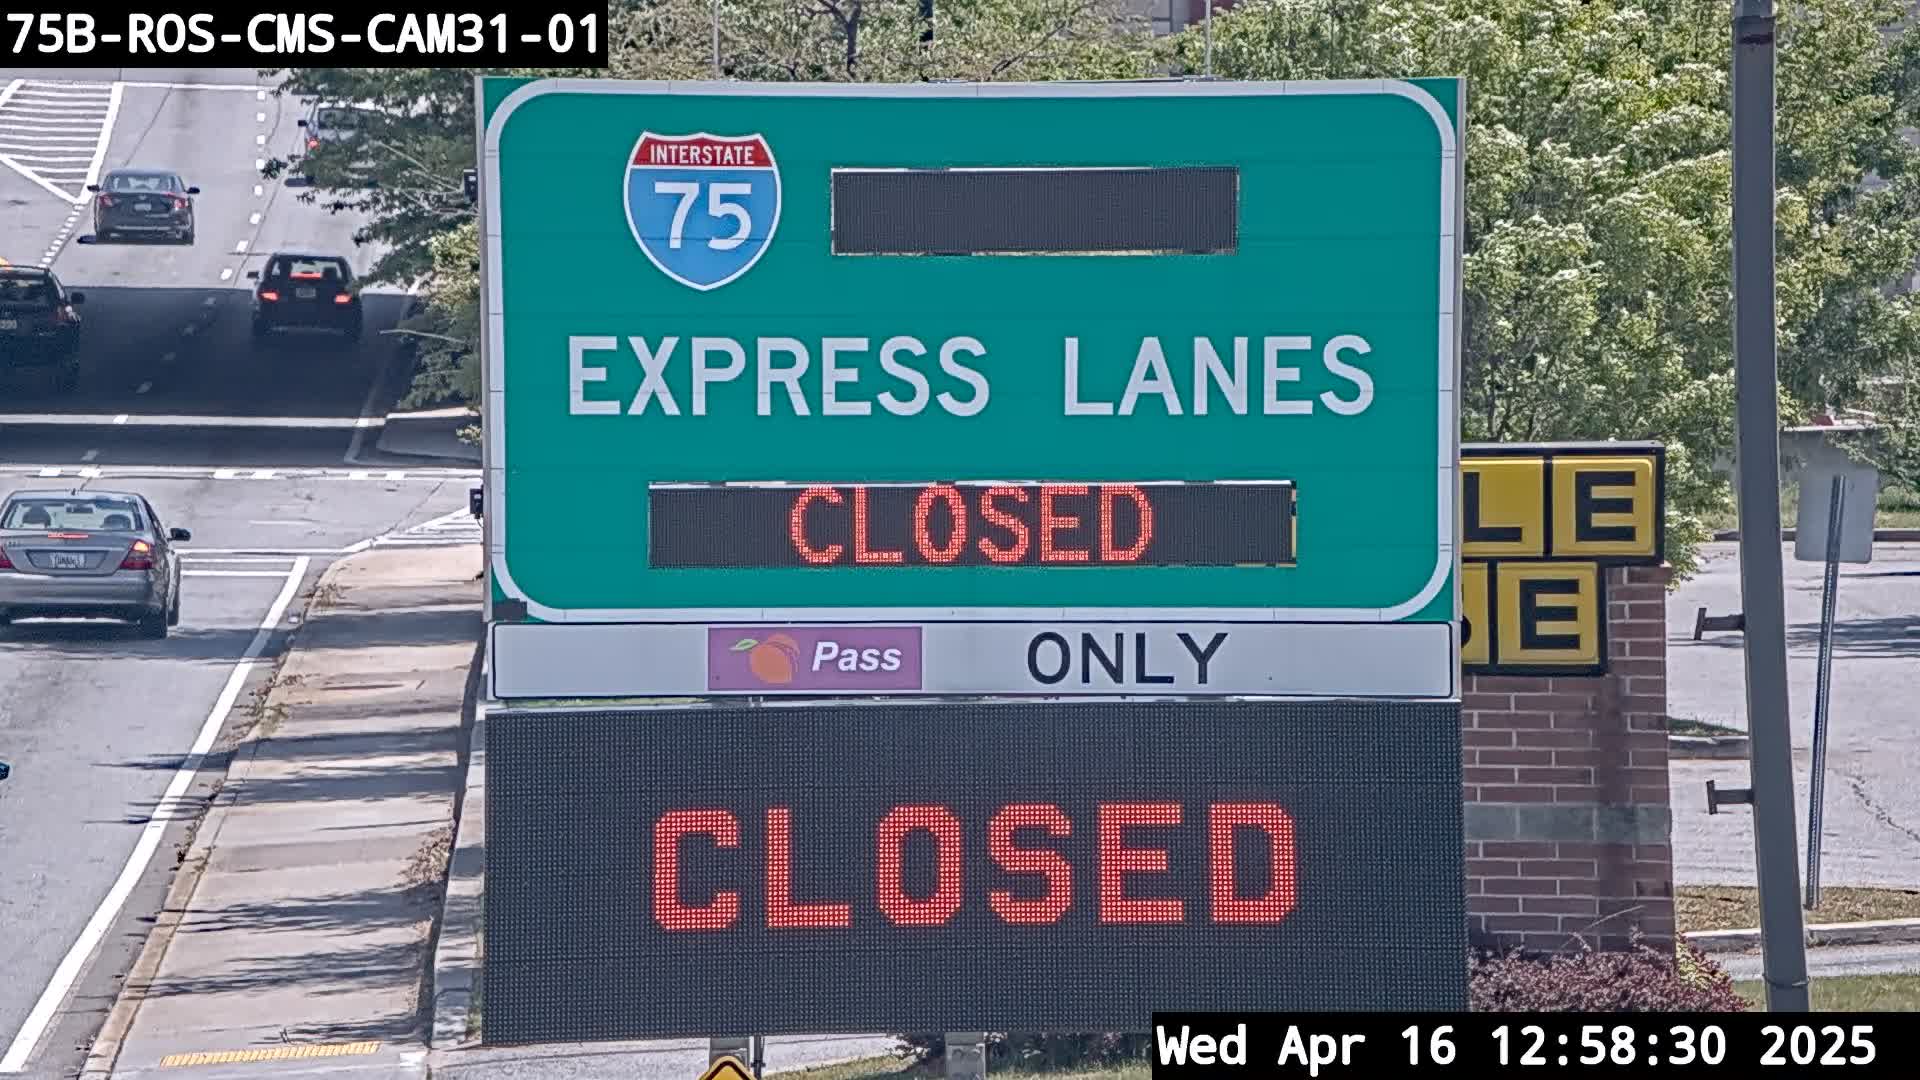 75B-ROS-CMS-CAM31-01
INTERSTATE
75
EXPRESS LANES
CLOSED
Pass ONLY
CLOSED
LE
E
Wed Apr 16 12:58:30 2025